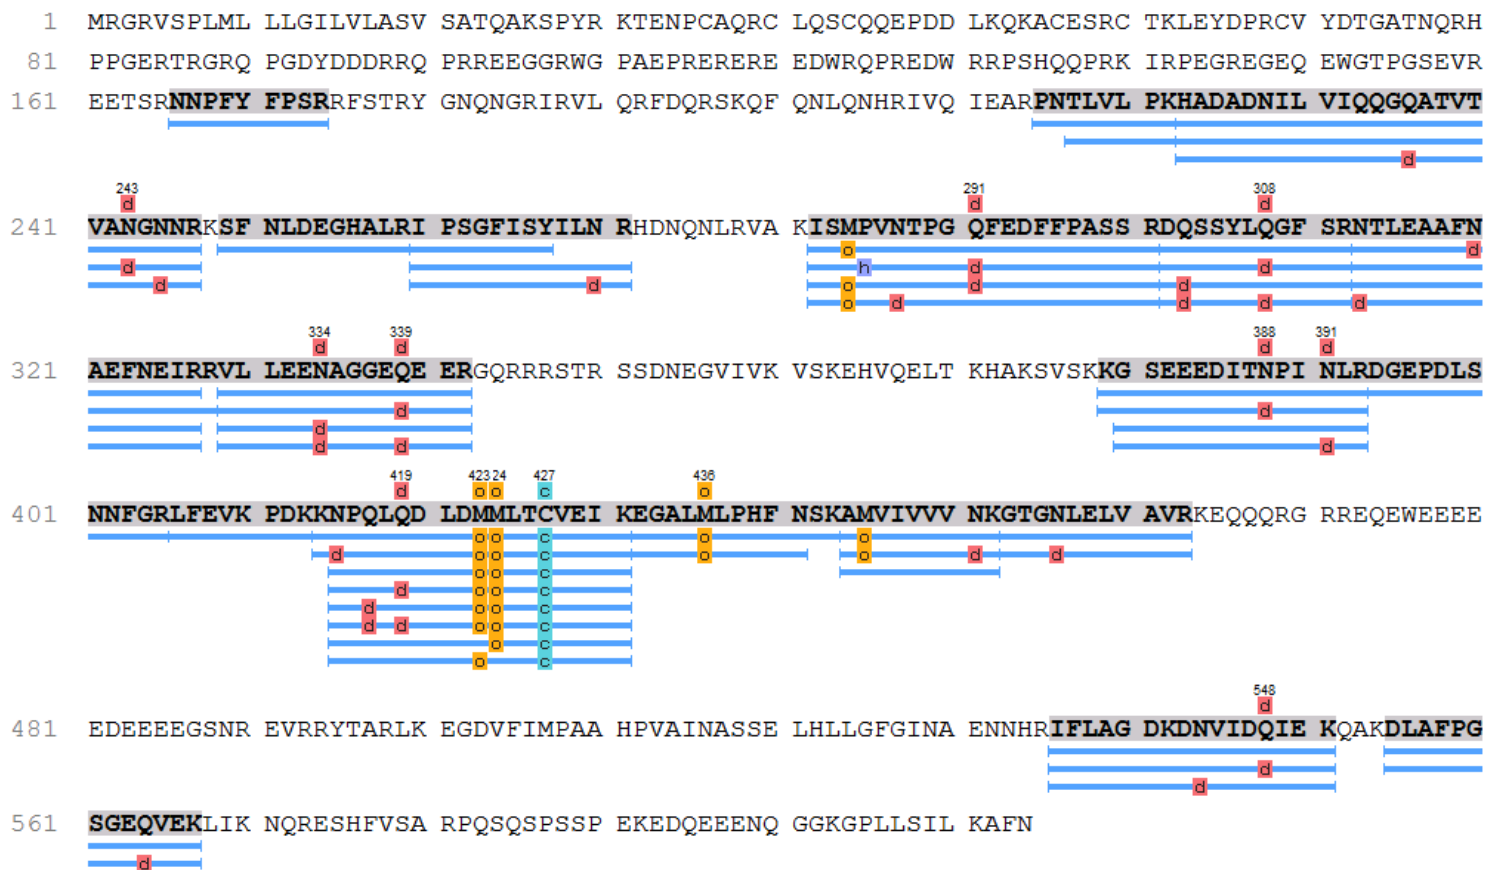 1 MRGRVSPLML LLGILVLASV SATQAKSPYR KTENPCAQRC LQSCQQEPDD LKQKACESRC TKLEYDPRCV YDTGATNQRH
81 PPGERTRGRQ PGDYDDDRRQ PRREEGGRWG PAEPRERERE EDWRQPREDW RRPSHQQPRK IRPEGREGEQ EWGTPGSEVR
161 EETSRNNPFY FPSRRFSTRY GNQNGRIRVL QRFDQRSKQF QNLQNHRIVQ IEARPNTLVL PKHADADNIL VIQQGQATVT
d
243 291 308
d d d
241 VANGNNRKSF NLDEGHALRI PSGFISYILN RHDNQNLRVA KISMPVNTPG QFEDFFPASS RDQSSYLQGF SRNTLEAAFN
o d
d h d d
d d o d d
o d d d d
334 339 388 391
d d d d
321 AEFNEIRRVL LEENAGGEQE ERGQRRRSTR SSDNEGVIVK VSKEHVQELT KHAKSVSKKG SEEEDITNPI NLRDGEPDLS
d d
d
d d d
419 423 24 427 436
d o o c o
401 NNFGRLFEVK PDKKNPQLQD LDMMLTCVEI KEGALMLPHF NSKAMVIVVV NKGTGNLELV AVRKEQQQRG RREQEWEEEE
o o c o o
d o o c o d d
o o c
d o o c
d o o c
d d o o c
o c
o c
548
d
481 EDEEEEGSNR EVRRYTARLK EGDVFIMPAA HPVAINASSE LHLLGFGINA ENNHRIFLAG DKDNVIDQIE KQAKDLAFPG
d
d
561 SGEQVEKLIK NQRESHFVSA RPQSQSPSSP EKEDQEEENQ GGKGPLLSIL KAFN
d